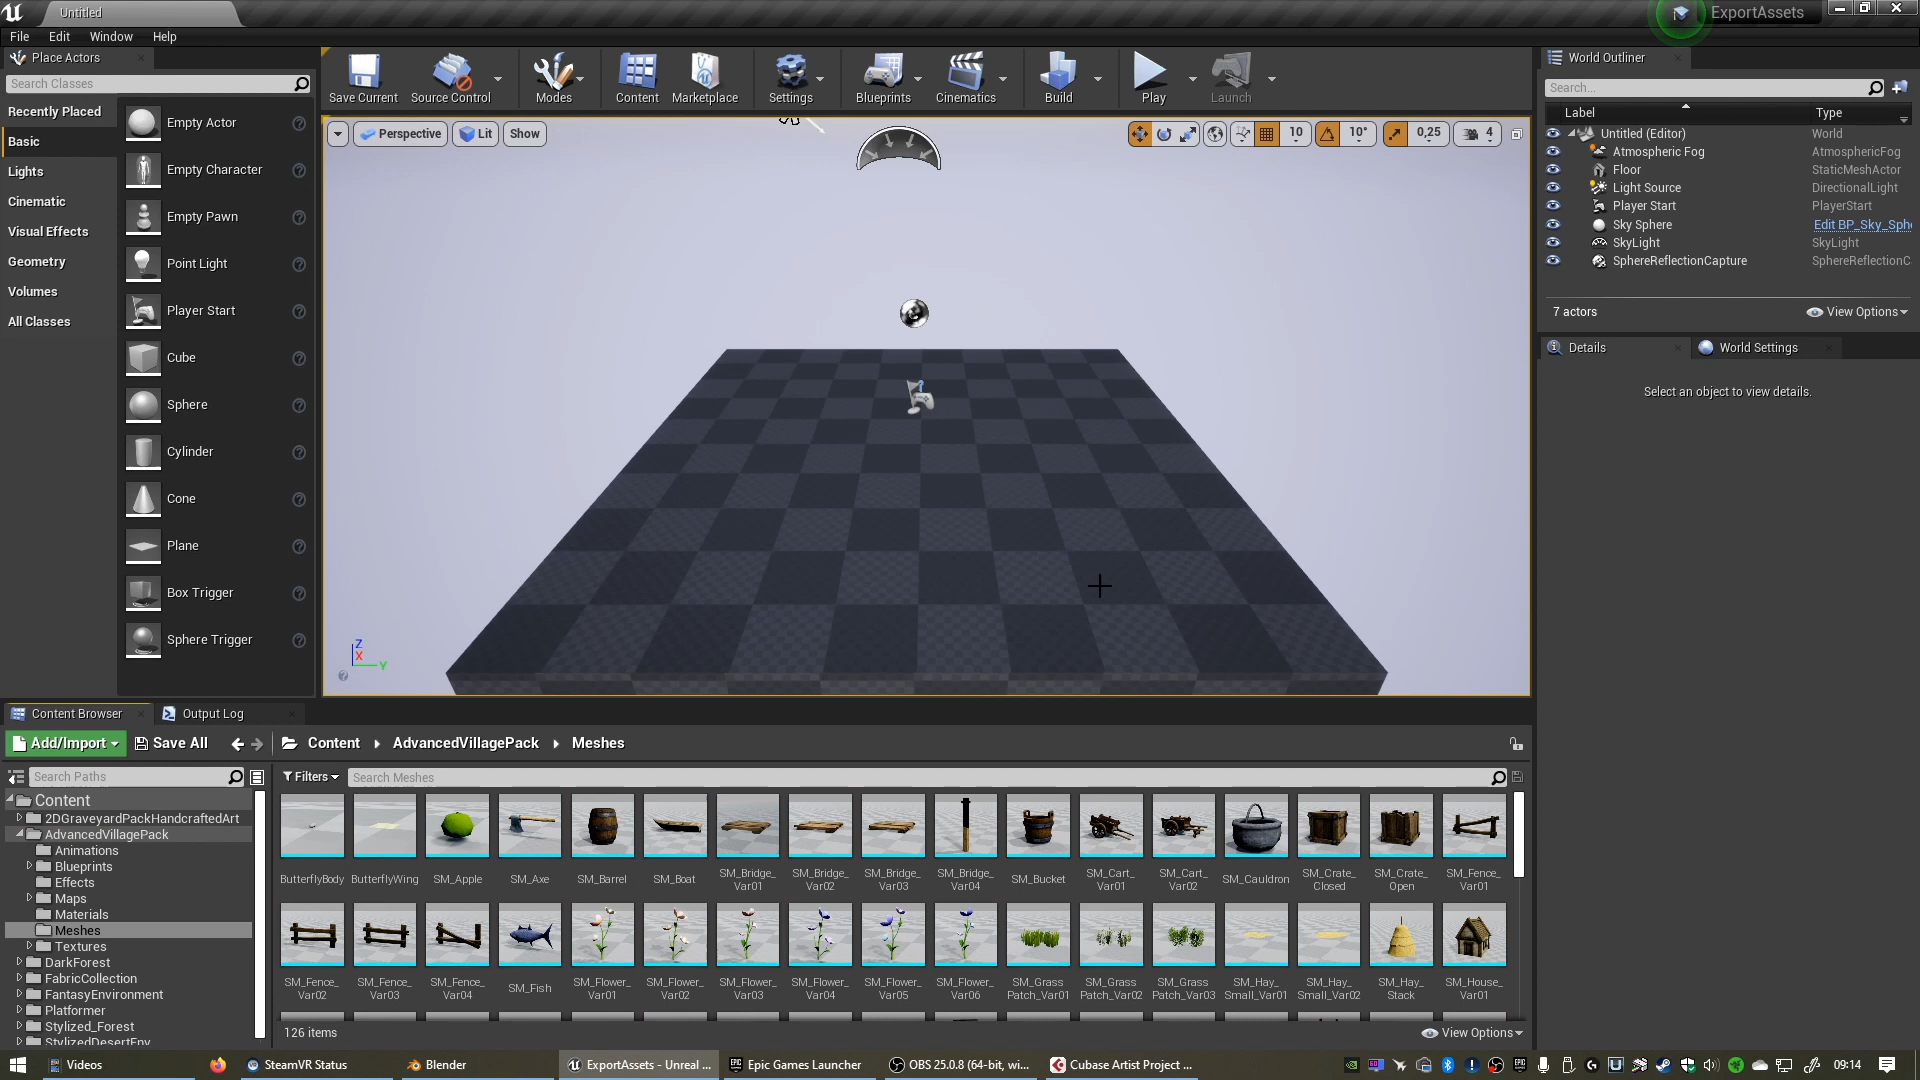 Untitled
ExportAssets
File Edit Window Help
Place Actors
Search Classes
Recently Placed
Basic
Lights
Cinematic
Visual Effects
Geometry
Volumes
All Classes
Empty Actor
Empty Character
Empty Pawn
Point Light
Player Start
Cube
Sphere
Cylinder
Cone
Plane
Box Trigger
Sphere Trigger
Save Current Source Control Modes Content Marketplace Settings Blueprints Cinematics Build Play Launch
Perspective Lit Show
10 10° 0,25 4
Z
X
Y
World Outliner
Search...
Label Type
Untitled (Editor) World
Atmospheric Fog AtmosphericFog
Floor StaticMeshActor
Light Source DirectionalLight
Player Start PlayerStart
Sky Sphere Edit BP_Sky_Sph
SkyLight SkyLight
SphereReflectionCapture SphereReflectionC
7 actors View Options
Details World Settings
Select an object to view details.
Content Browser Output Log
Add/Import Save All Content AdvancedVillagePack Meshes
Search Paths
Filters Search Meshes
Content
2DGraveyardPackHandcraftedArt
AdvancedVillagePack
Animations
Blueprints
Effects
Maps
Materials
Meshes
Textures
DarkForest
FabricCollection
FantasyEnvironment
Platformer
Stylized_Forest
StylizedDesertEnv
ButterflyBody ButterflyWing SM_Apple SM_Axe SM_Barrel SM_Boat SM_Bridge_Var01 SM_Bridge_Var02 SM_Bridge_Var03 SM_Bridge_Var04 SM_Bucket SM_Cart_Var01 SM_Cart_Var02 SM_Cauldron SM_Crate_Closed SM_Crate_Open SM_Fence_Var01
SM_Fence_Var02 SM_Fence_Var03 SM_Fence_Var04 SM_Fish SM_Flower_Var01 SM_Flower_Var02 SM_Flower_Var03 SM_Flower_Var04 SM_Flower_Var05 SM_Flower_Var06 SM_Grass Patch_Var01 SM_Grass Patch_Var02 SM_Grass Patch_Var03 SM_Hay_Small_Var01 SM_Hay_Small_Var02 SM_Hay_Stack SM_House_Var01
126 items View Options
Videos SteamVR Status Blender ExportAssets - Unreal ... Epic Games Launcher OBS 25.0.8 (64-bit, wi... Cubase Artist Project ... 09:14